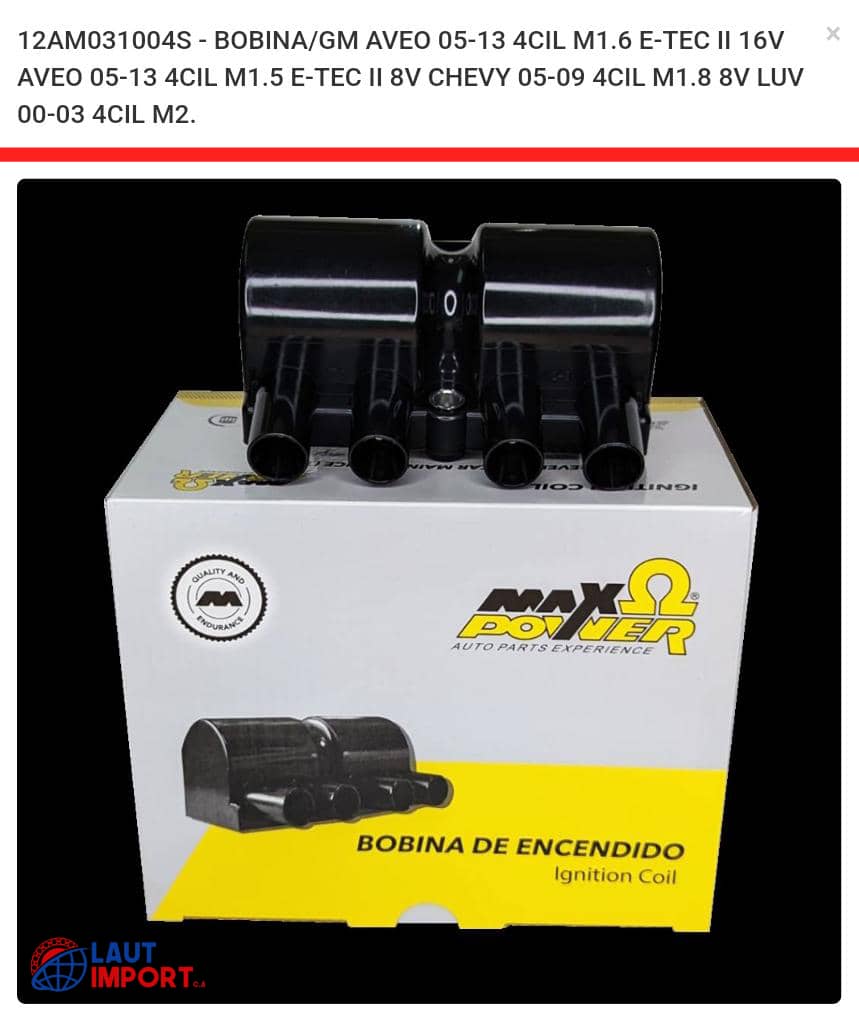 12AM031004S - BOBINA/GM AVEO 05-13 4CIL M1.6 E-TEC II 16V
AVEO 05-13 4CIL M1.5 E-TEC II 8V CHEVY 05-09 4CIL M1.8 8V LUV
00-03 4CIL M2.
×
IGNITION COIL
MAX
POWER
QUALITY AND
M
ENDURANCE
MAX Ω®
POWER
AUTO PARTS EXPERIENCE
BOBINA DE ENCENDIDO
Ignition Coil
LAUT
IMPORT C.A